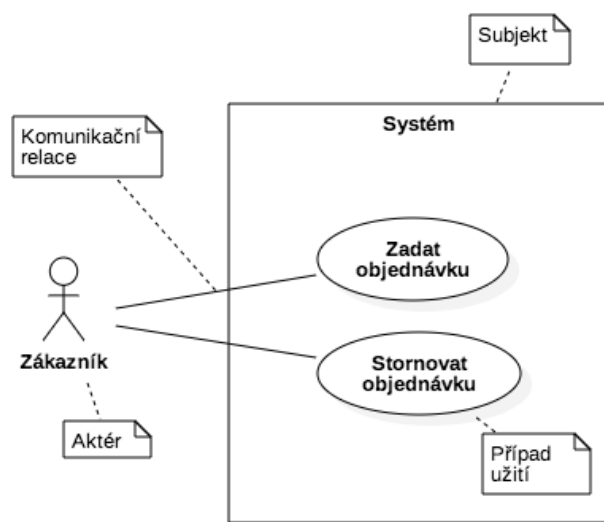 Subjekt
Systém
Komunikační
relace
Zadat
objednávku
Zákazník
Stornovat
objednávku
Aktér
Případ
užití